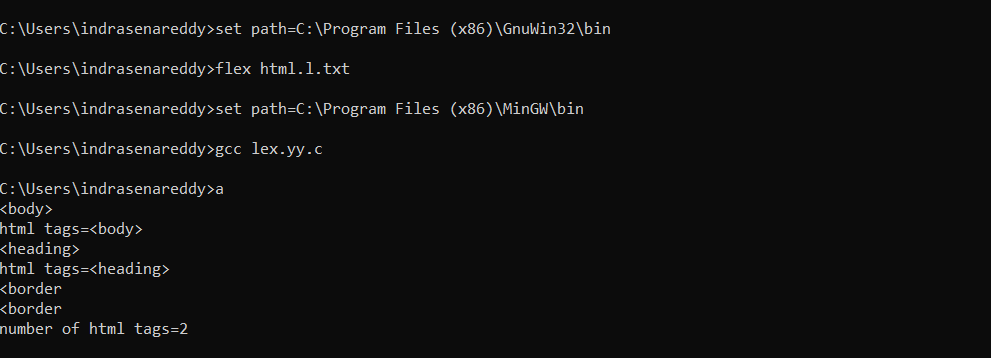 C:\Users\indrasenareddy>set path=C:\Program Files (x86)\GnuWin32\bin
C:\Users\indrasenareddy>flex html.l.txt
C:\Users\indrasenareddy>set path=C:\Program Files (x86)\MinGW\bin
C:\Users\indrasenareddy>gcc lex.yy.c
C:\Users\indrasenareddy>a
<body>
html tags=<body>
<heading>
html tags=<heading>
<border
<border
number of html tags=2